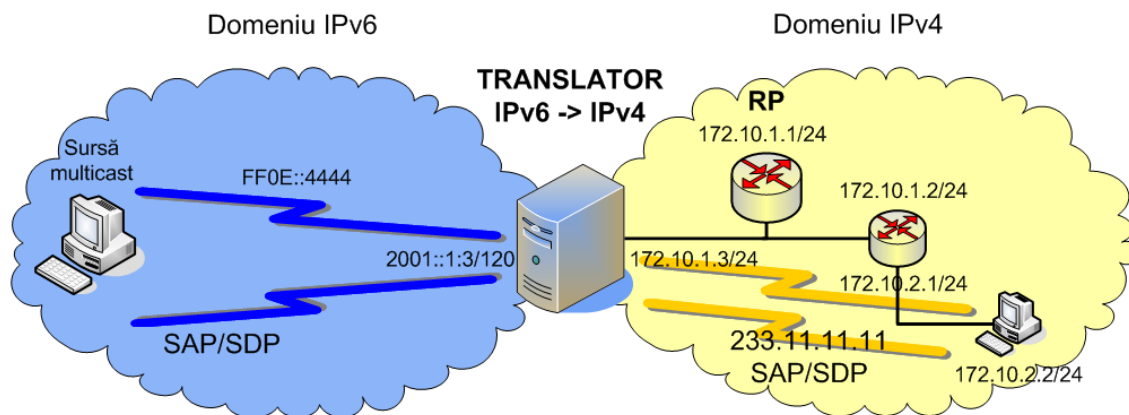 Domeniu IPv6
Domeniu IPv4
TRANSLATOR
IPv6 -> IPv4
RP
172.10.1.1/24
Sursă
multicast
FF0E::4444
172.10.1.2/24
2001::1:3/120
172.10.1.3/24
172.10.2.1/24
SAP/SDP
233.11.11.11
SAP/SDP
172.10.2.2/24